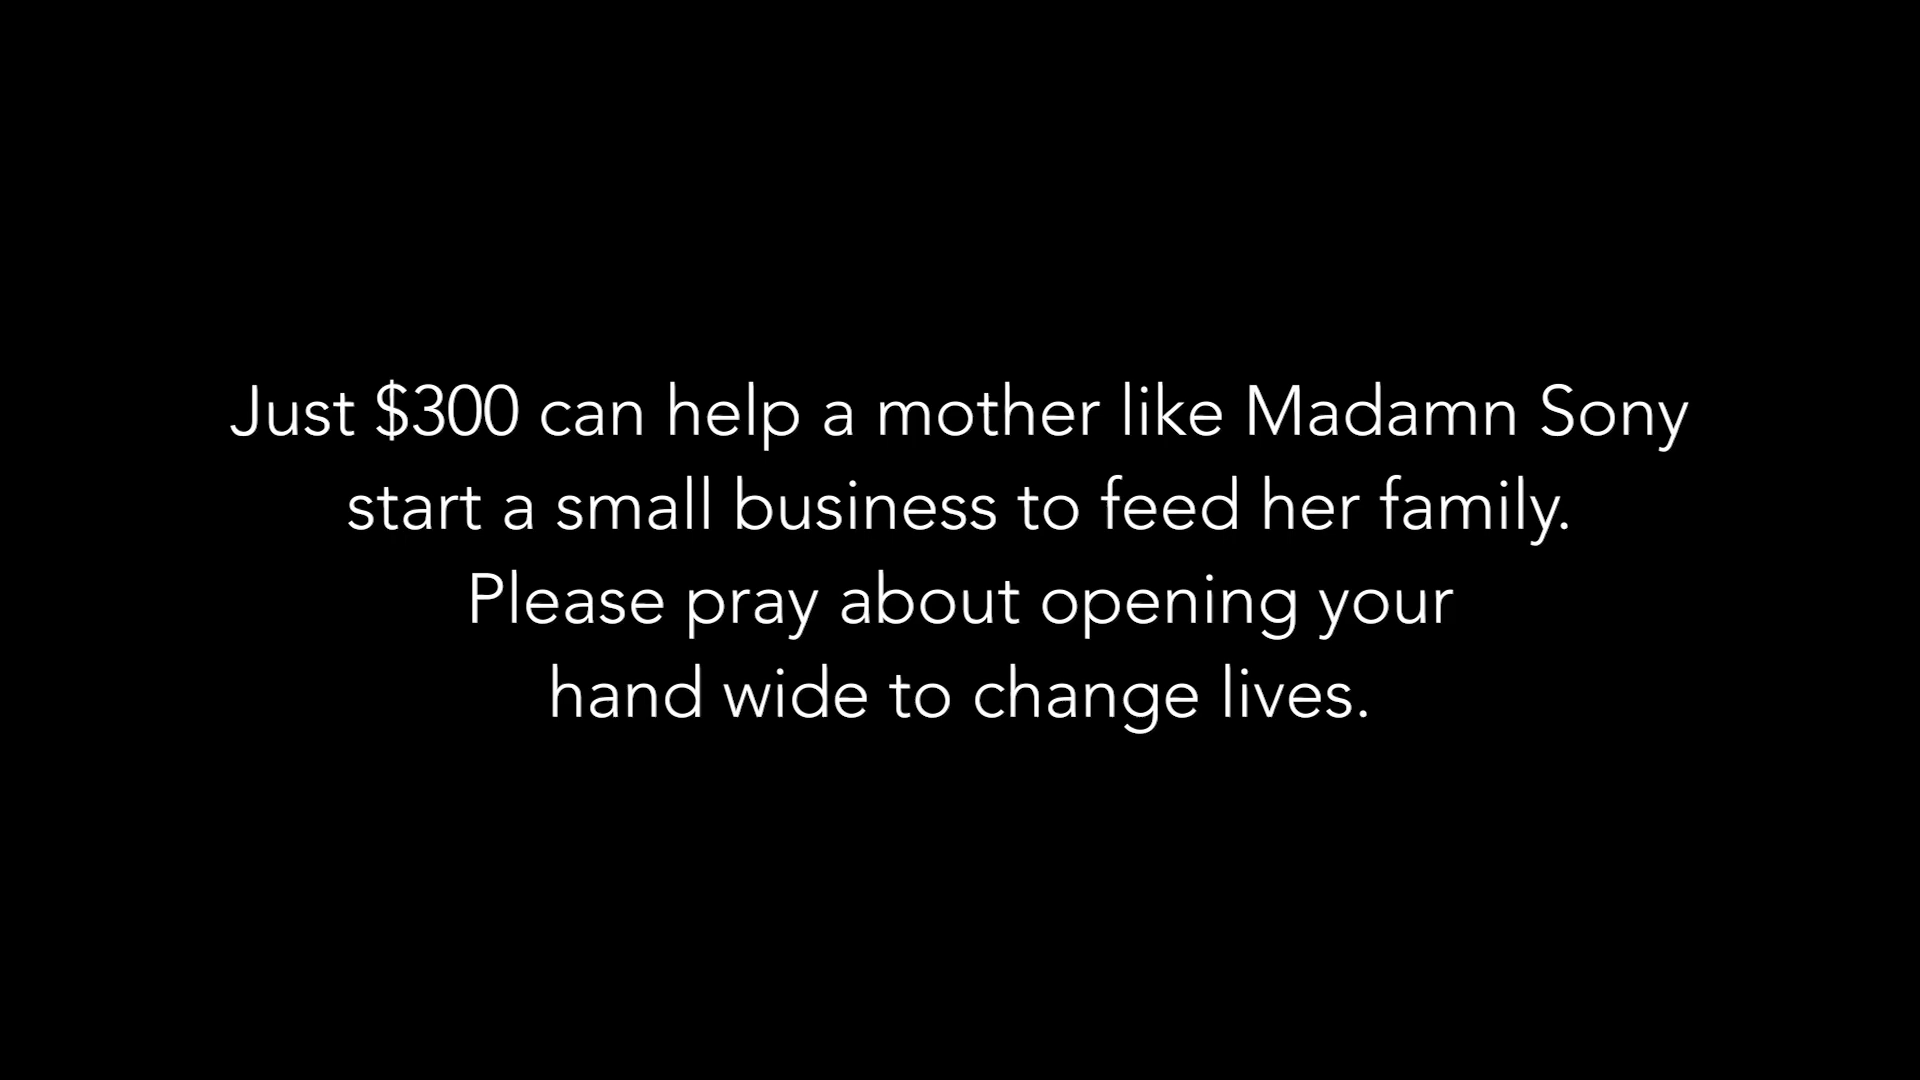 Just $300 can help a mother like Madamn Sony
start a small business to feed her family.
Please pray about opening your
hand wide to change lives.